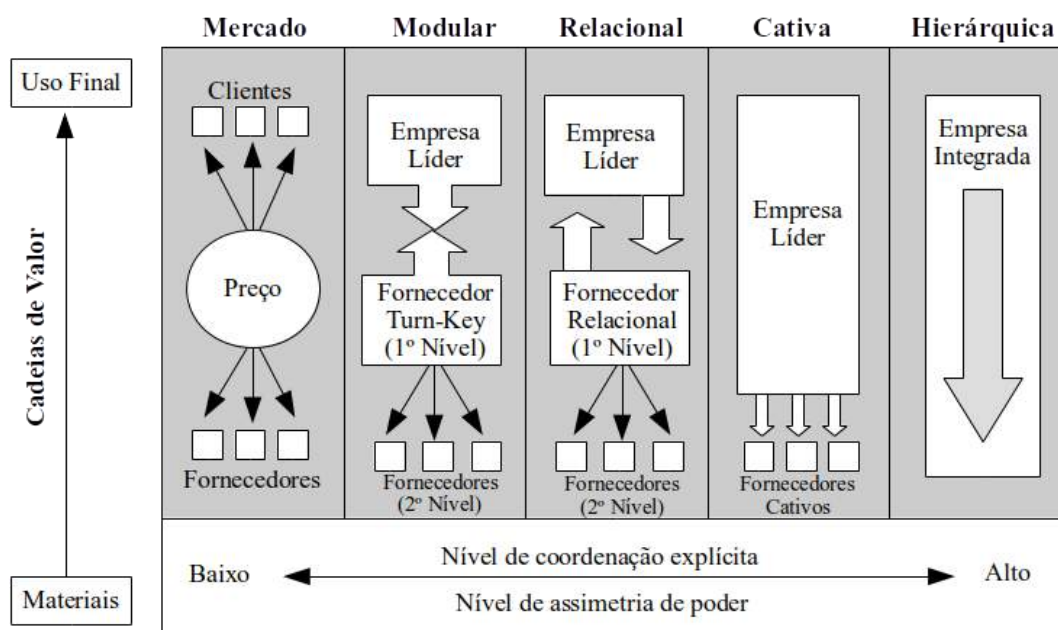 Mercado
Modular
Relacional
Cativa
Hierárquica
Uso Final
Cadeias de Valor
Materiais
Clientes
Preço
Fornecedores
Empresa
Líder
Fornecedor
Turn-Key
(1º Nível)
Fornecedores
(2º Nível)
Empresa
Líder
Fornecedor
Relacional
(1º Nível)
Fornecedores
(2º Nível)
Empresa
Líder
Fornecedores
Cativos
Empresa
Integrada
Nível de coordenação explícita
Baixo
Alto
Nível de assimetria de poder